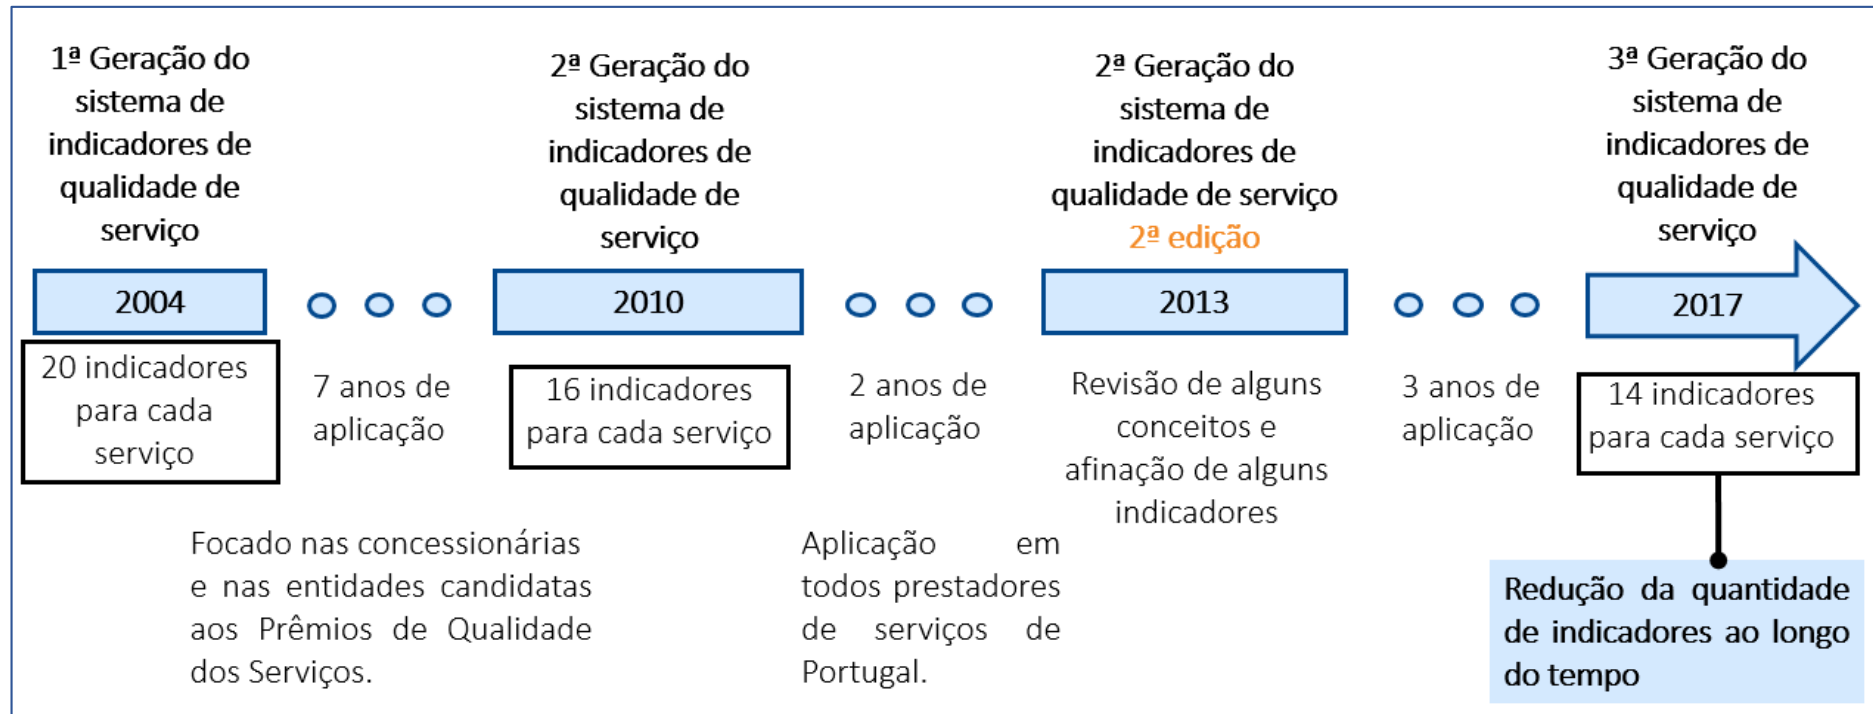 1ª Geração do
sistema de
indicadores de
qualidade de
serviço
2004
20 indicadores
para cada
serviço
7 anos de
aplicação
Focado nas concessionárias
e nas entidades candidatas
aos Prêmios de Qualidade
dos Serviços.
2ª Geração do
sistema de
indicadores de
qualidade de
serviço
2010
16 indicadores
para cada serviço
2 anos de
aplicação
Aplicação em
todos prestadores
de serviços de
Portugal.
2ª Geração do
sistema de
indicadores de
qualidade de serviço
2ª edição
2013
Revisão de alguns
conceitos e
afinação de alguns
indicadores
3 anos de
aplicação
3ª Geração do
sistema de
indicadores de
qualidade de
serviço
2017
14 indicadores
para cada serviço
Redução da quantidade
de indicadores ao longo
do tempo